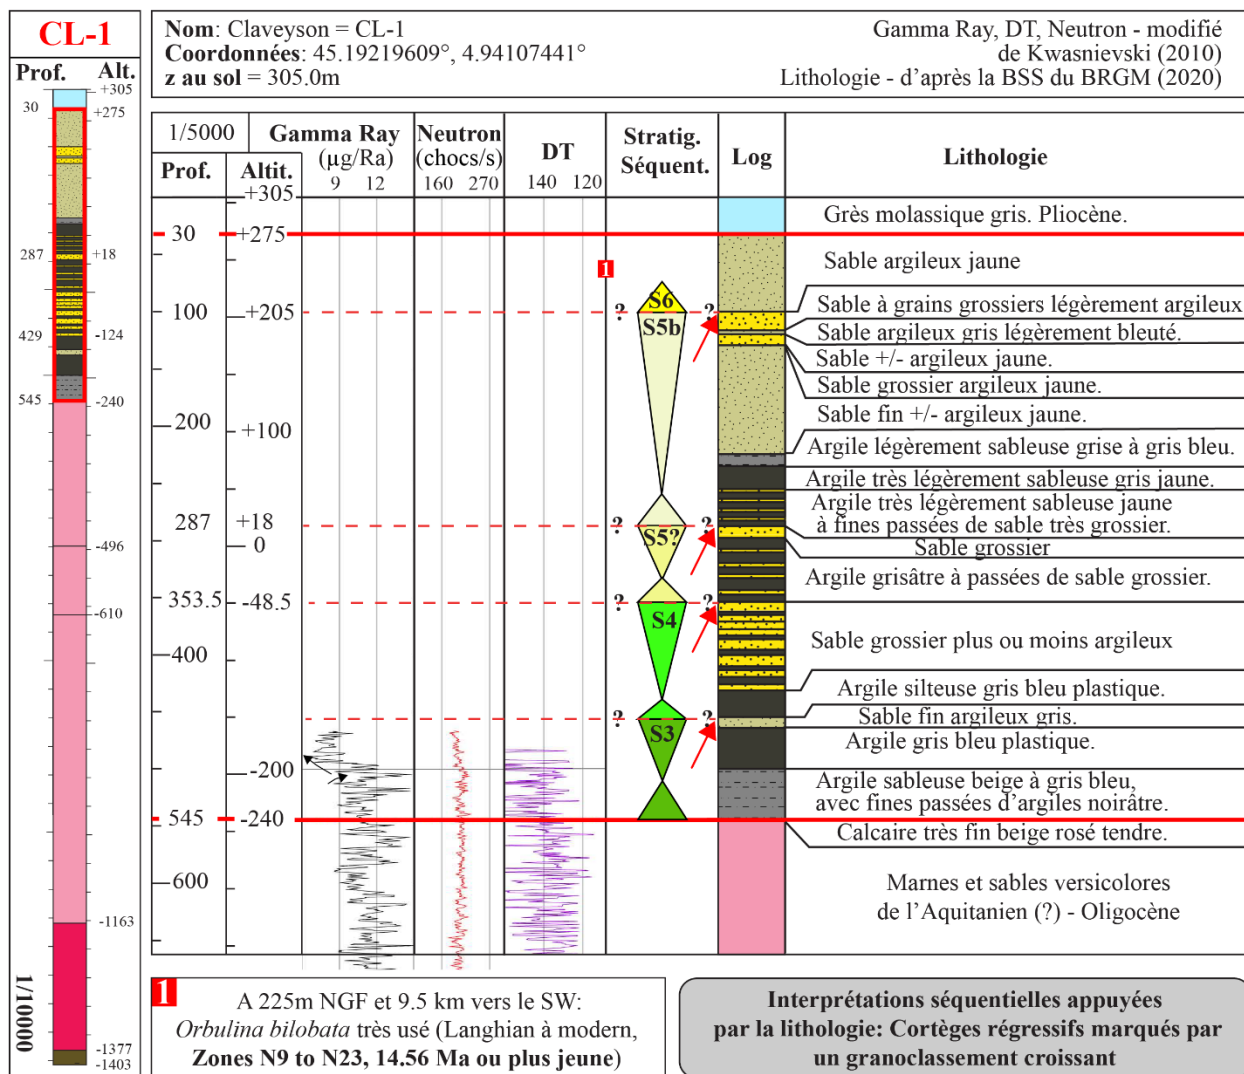 CL-1
Prof. Alt.
+305
30
+275
287
+18
429
-124
545
-240
-496
-610
-1163
-1377
-1403
1/10000
Nom: Claveyson = CL-1
Coordonnées: 45.19219609°, 4.94107441°
z au sol = 305.0m
Gamma Ray, DT, Neutron - modifié
de Kwasnievski (2010)
Lithologie - d'après la BSS du BRGM (2020)
1/5000
Prof.
Altit.
Gamma Ray
(µg/Ra)
9 12
Neutron
(chocs/s)
160 270
DT
140 120
Stratig.
Séquent.
Log
Lithologie
+305
30 +275
100 +205
200
+100
287 +18
0
353.5 -48.5
400
-200
545 -240
600
1
S6
? ?
S5b
? ?
S5?
? ?
S4
? ?
S3
Grès molassique gris. Pliocène.
Sable argileux jaune
Sable à grains grossiers légèrement argileux
Sable argileux gris légèrement bleuté.
Sable +/- argileux jaune.
Sable grossier argileux jaune.
Sable fin +/- argileux jaune.
Argile légèrement sableuse grise à gris bleu.
Argile très légèrement sableuse gris jaune.
Argile très légèrement sableuse jaune
à fines passées de sable très grossier.
Sable grossier
Argile grisâtre à passées de sable grossier.
Sable grossier plus ou moins argileux
Argile silteuse gris bleu plastique.
Sable fin argileux gris.
Argile gris bleu plastique.
Argile sableuse beige à gris bleu,
avec fines passées d'argiles noirâtre.
Calcaire très fin beige rosé tendre.
Marnes et sables versicolores
de l'Aquitanien (?) - Oligocène
1
A 225m NGF et 9.5 km vers le SW:
Orbulina bilobata très usé (Langhian à modern,
Zones N9 to N23, 14.56 Ma ou plus jeune)
Interprétations séquentielles appuyées
par la lithologie: Cortèges régressifs marqués par
un granoclassement croissant